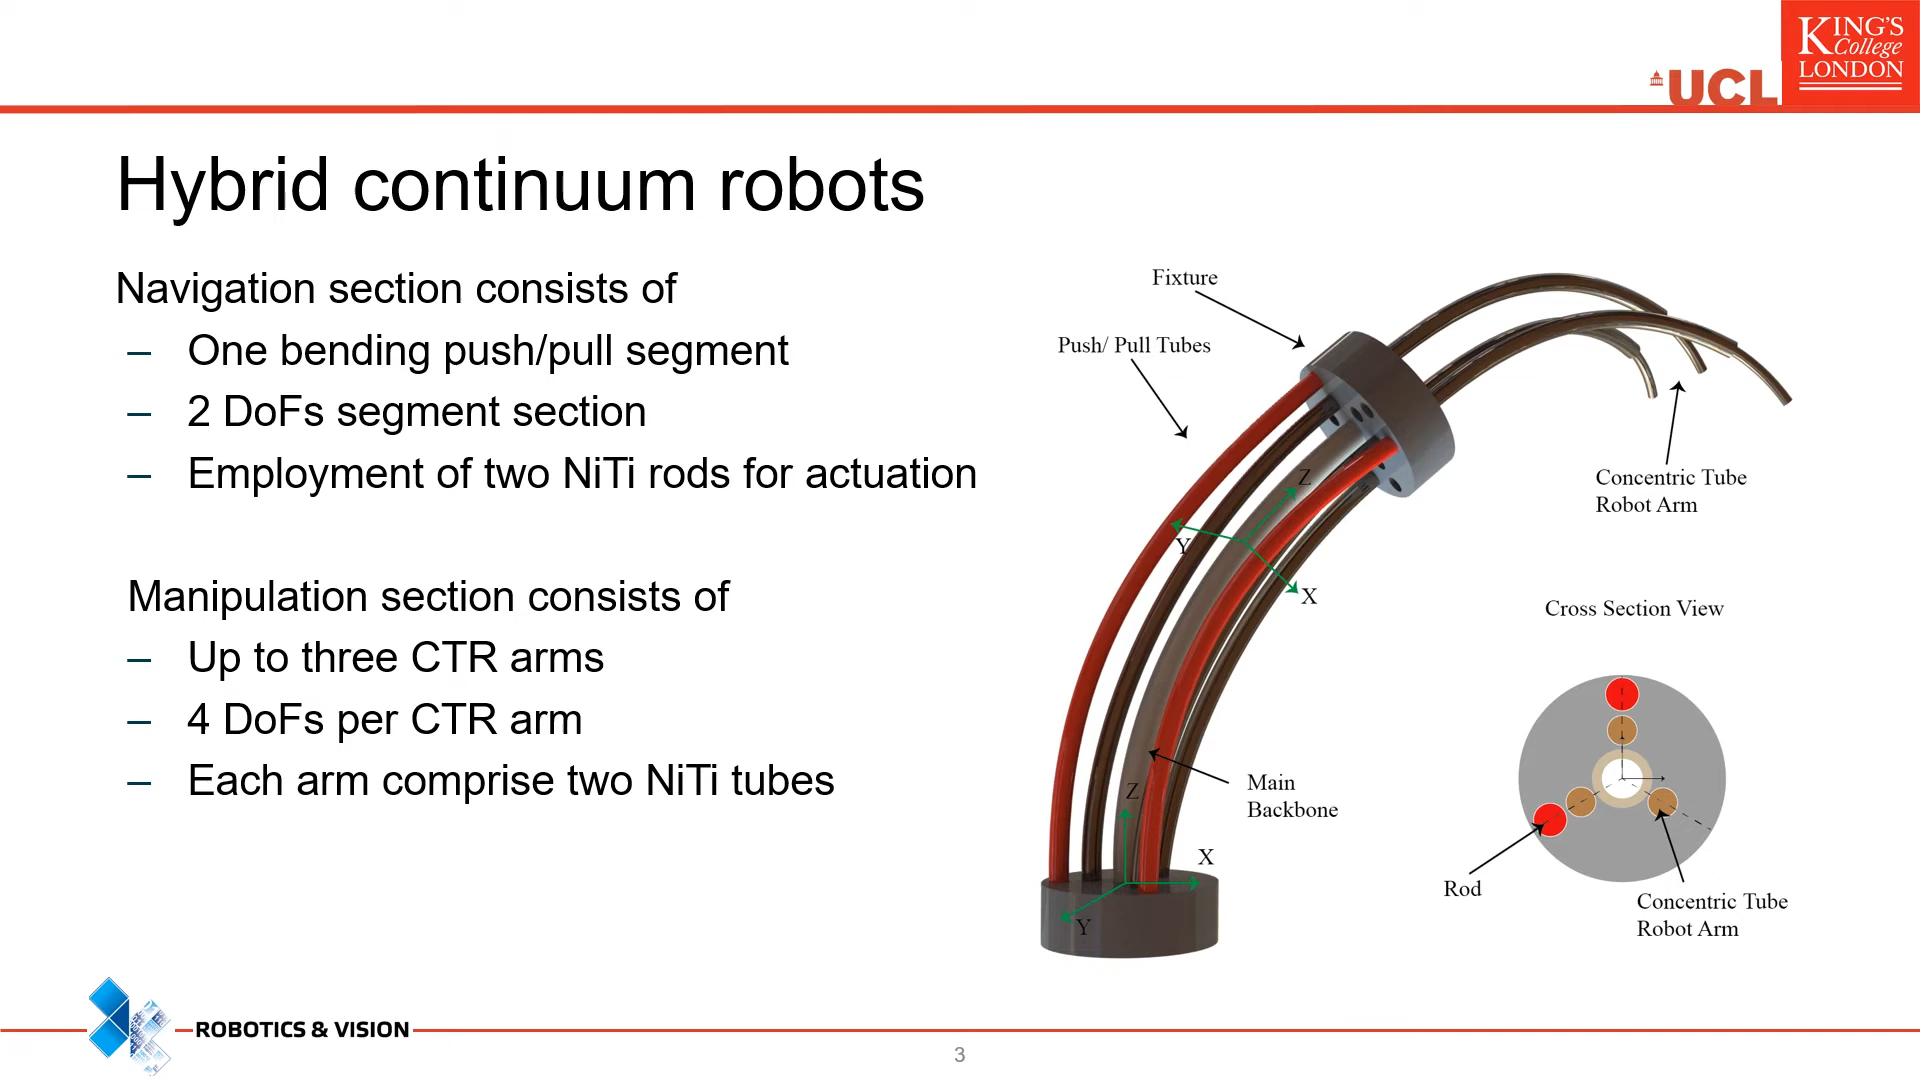 KING'S
College
LONDON
UCL
Hybrid continuum robots
Navigation section consists of
– One bending push/pull segment
– 2 DoFs segment section
– Employment of two NiTi rods for actuation
Manipulation section consists of
– Up to three CTR arms
– 4 DoFs per CTR arm
– Each arm comprise two NiTi tubes
Fixture
Push/ Pull Tubes
Concentric Tube
Robot Arm
Z
Y
X
Cross Section View
Main
Backbone
Z
X
Y
Rod
Concentric Tube
Robot Arm
ROBOTICS & VISION
3